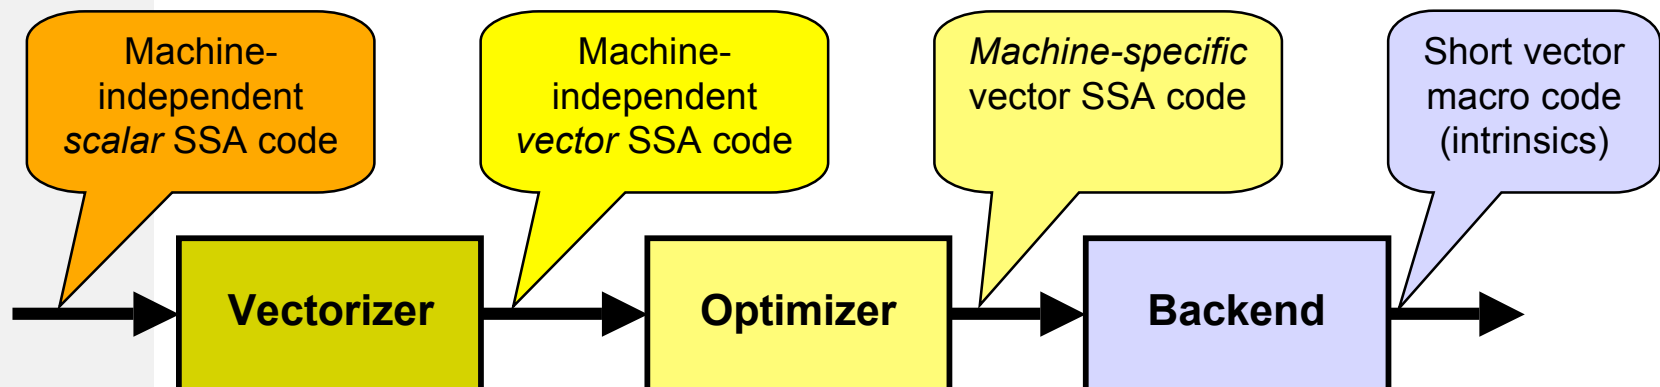 Machine-
independent
scalar SSA code
Machine-
independent
vector SSA code
Machine-specific
vector SSA code
Short vector
macro code
(intrinsics)
Vectorizer
Optimizer
Backend